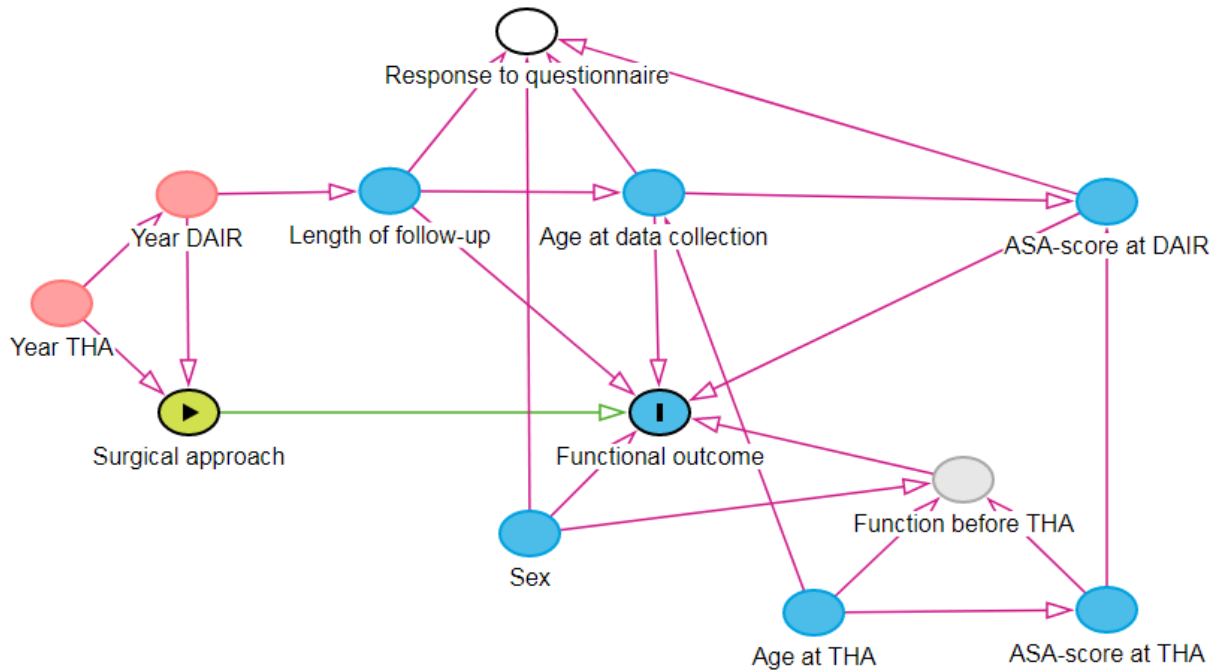 Response to questionnaire
Year DAIR
Length of follow-up
Age at data collection
ASA-score at DAIR
Year THA
Surgical approach
Functional outcome
Function before THA
Sex
Age at THA
ASA-score at THA